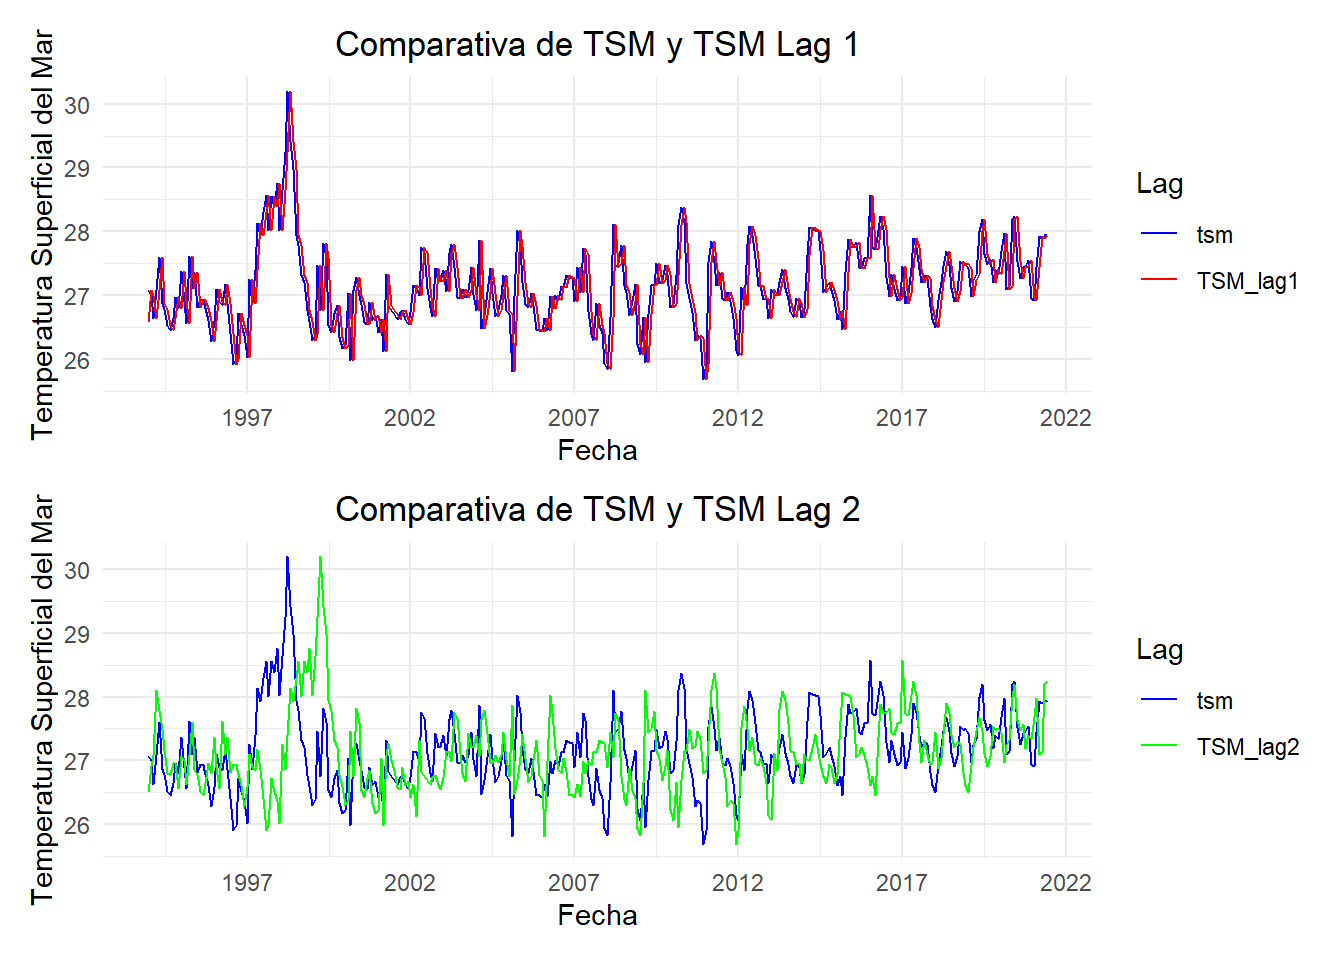 Comparativa de TSM y TSM Lag 1
Temperatura Superficial del Mar
30
29
28
27
26
1997 2002 2007 2012 2017 2022
Fecha
Lag
tsm
TSM_lag1
Comparativa de TSM y TSM Lag 2
Temperatura Superficial del Mar
30
29
28
27
26
1997 2002 2007 2012 2017 2022
Fecha
Lag
tsm
TSM_lag2